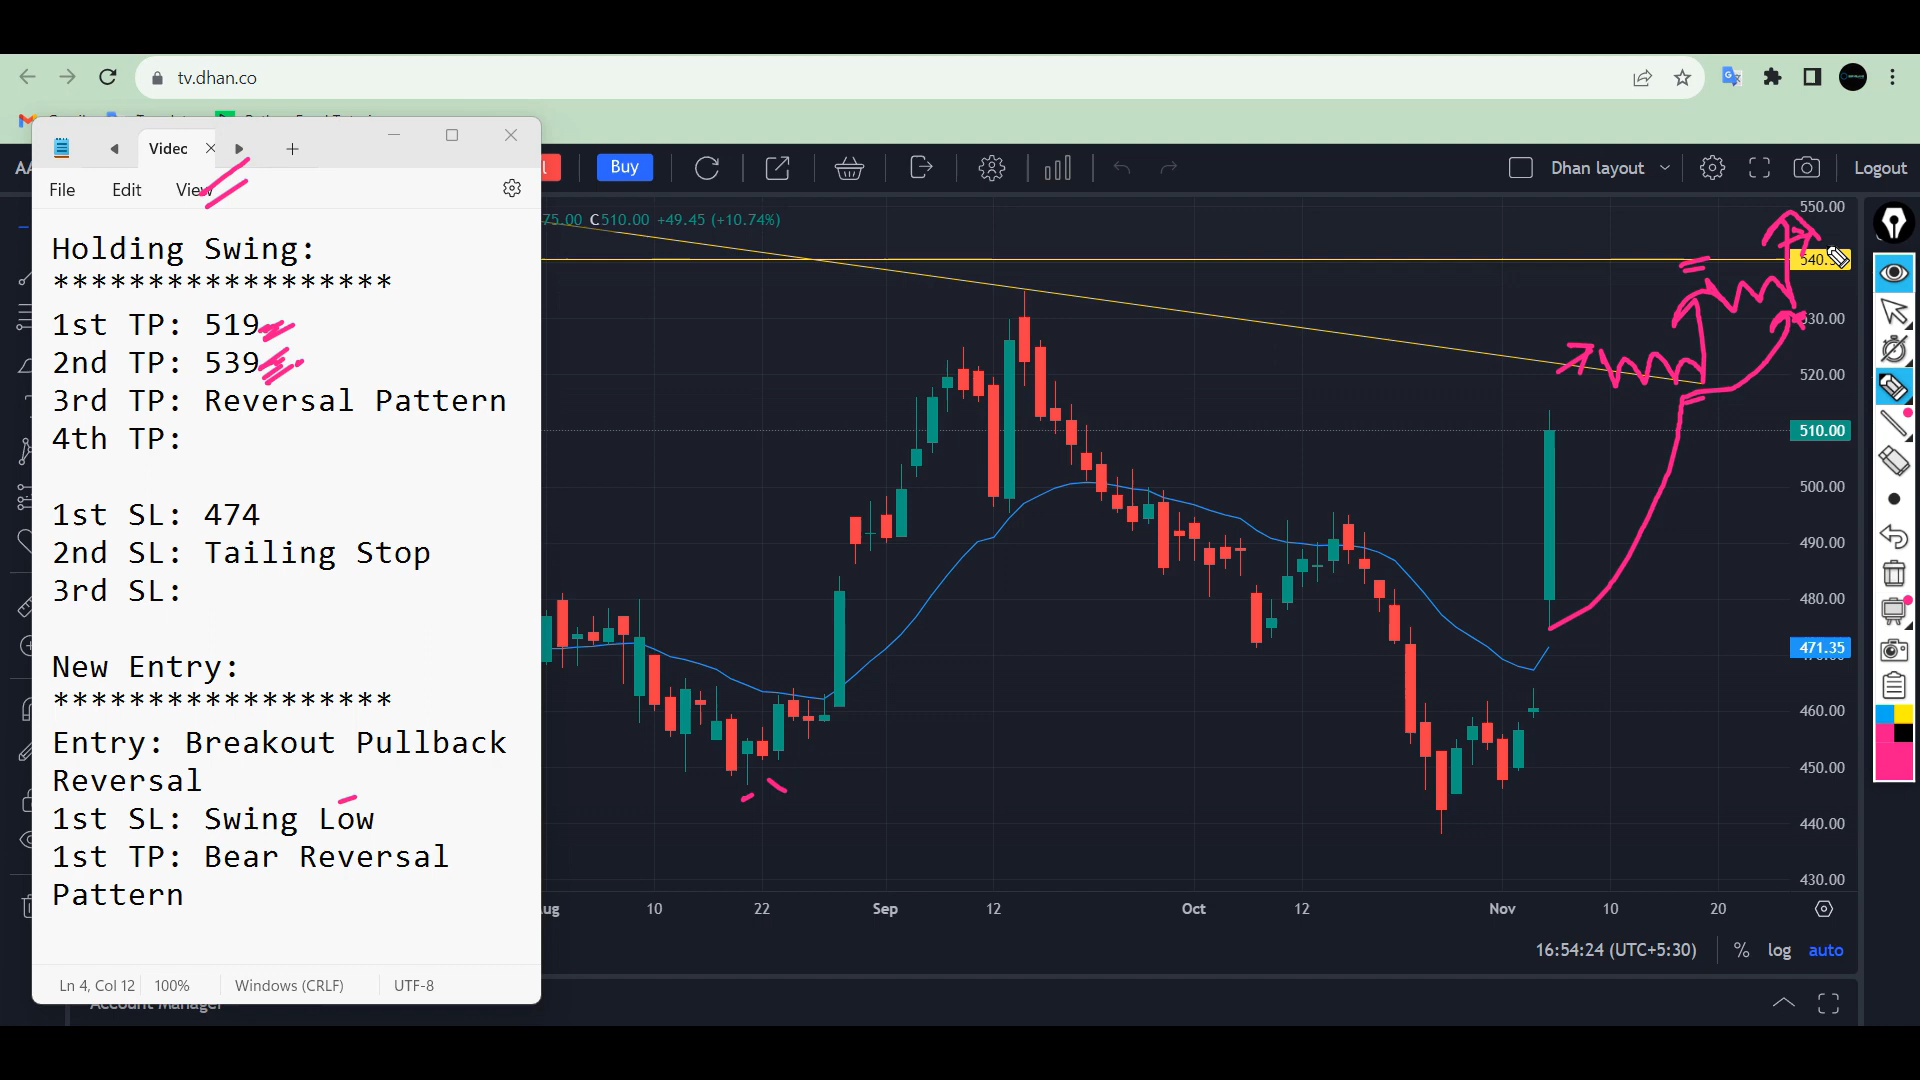 tv.dhan.co
Videc
File Edit View
Buy
Dhan layout
Logout
75.00 C510.00 +49.45 (+10.74%)
Holding Swing:
******************
1st TP: 519
2nd TP: 539
3rd TP: Reversal Pattern
4th TP:
1st SL: 474
2nd SL: Tailing Stop
3rd SL:
New Entry:
******************
Entry: Breakout Pullback
Reversal
1st SL: Swing Low
1st TP: Bear Reversal
Pattern
Ln 4, Col 12 100% Windows (CRLF) UTF-8
550.00
530.00
520.00
510.00
500.00
490.00
480.00
471.35
460.00
450.00
440.00
430.00
10 22 Sep 12 Oct 12 Nov 10 20
16:54:24 (UTC+5:30) % log auto
Account Manager